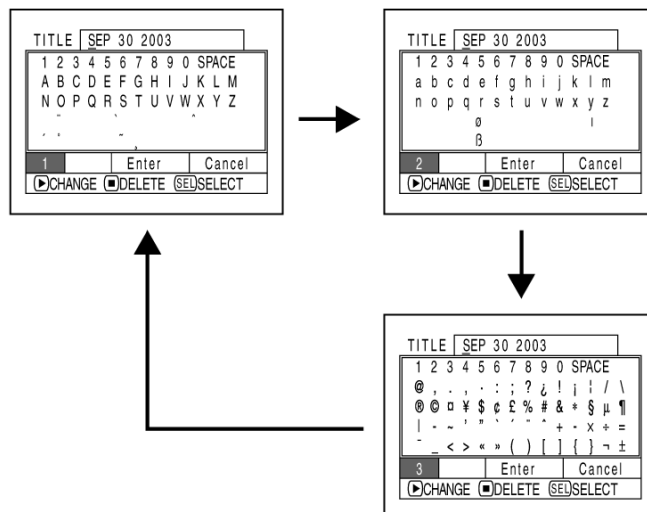 TITLE SEP 30 2003
1 2 3 4 5 6 7 8 9 0 SPACE
A B C D E F G H I J K L M
N O P Q R S T U V W X Y Z
¨ ` ˆ
´ ° ˜ ¸
1 Enter Cancel
CHANGE DELETE SEL SELECT
TITLE SEP 30 2003
1 2 3 4 5 6 7 8 9 0 SPACE
a b c d e f g h i j k l m
n o p q r s t u v w x y z
ø ı
ß
2 Enter Cancel
CHANGE DELETE SEL SELECT
TITLE SEP 30 2003
1 2 3 4 5 6 7 8 9 0 SPACE
@ , . ¸ · : ; ? ¿ ! ¡ ¦ / \
® © ¤ ¥ $ ¢ £ % # & * § µ ¶
| - ~ ’ ” ` ´ ¨ ˆ + - × ÷ =
¯ _ < > « » ( ) [ ] { } ¬ ±
3 Enter Cancel
CHANGE DELETE SEL SELECT